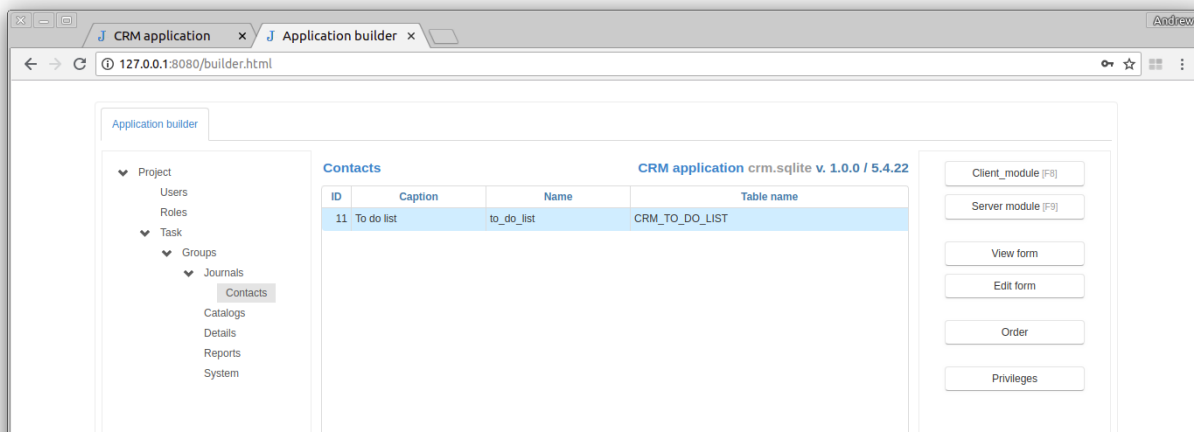 Andrew
CRM application x Application builder x
127.0.0.1:8080/builder.html
Application builder
Project
Users
Roles
Task
Groups
Journals
Contacts
Catalogs
Details
Reports
System
Contacts CRM application crm.sqlite v. 1.0.0 / 5.4.22
ID Caption Name Table name
11 To do list to_do_list CRM_TO_DO_LIST
Client_module [F8]
Server module [F9]
View form
Edit form
Order
Privileges